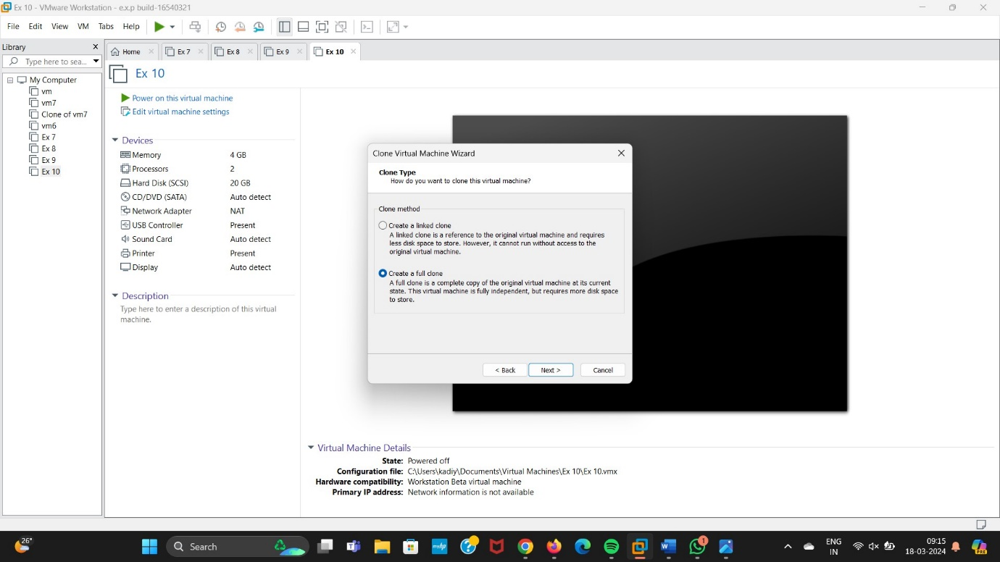 Ex 10 - VMware Workstation - e.x.p build-16540321
File Edit View VM Tabs Help
Library
Type here to sea...
My Computer
vm
vm7
Clone of vm7
vm6
Ex 7
Ex 8
Ex 9
Ex 10
Home Ex 7 Ex 8 Ex 9 Ex 10
Ex 10
Power on this virtual machine
Edit virtual machine settings
Devices
Memory 4 GB
Processors 2
Hard Disk (SCSI) 20 GB
CD/DVD (SATA) Auto detect
Network Adapter NAT
USB Controller Present
Sound Card Auto detect
Printer Present
Display Auto detect
Description
Type here to enter a description of this virtual
machine.
Clone Virtual Machine Wizard
Clone Type
How do you want to clone this virtual machine?
Clone method
Create a linked clone
A linked clone is a reference to the original virtual machine and requires
less disk space to store. However, it cannot run without access to the
original virtual machine.
Create a full clone
A full clone is a complete copy of the original virtual machine at its current
state. This virtual machine is fully independent, but requires more disk space
to store.
< Back Next > Cancel
Virtual Machine Details
State: Powered off
Configuration file: C:\Users\kadiy\Documents\Virtual Machines\Ex 10\Ex 10.vmx
Hardware compatibility: Workstation Beta virtual machine
Primary IP address: Network information is not available
26°
Search
myhp
1
ENG
IN
09:15
18-03-2024
PRE